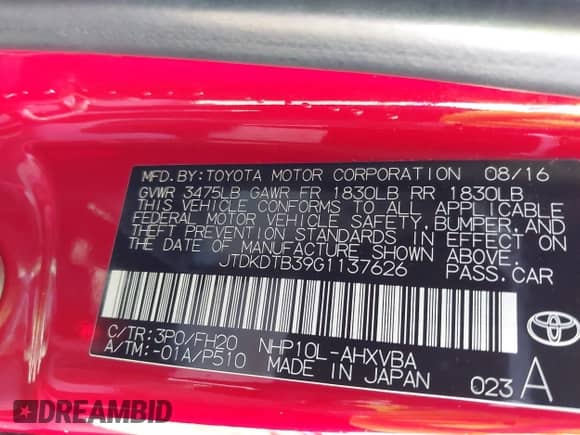 MFD.BY:TOYOTA MOTOR CORPORATION 08/16
GVWR 3475LB GAWR FR 1830LB RR 1830LB
THIS VEHICLE CONFORMS TO ALL APPLICABLE
FEDERAL MOTOR VEHICLE SAFETY,BUMPER,AND
THEFT PREVENTION STANDARDS IN EFFECT ON
THE DATE OF MANUFACTURE SHOWN ABOVE.
JTDKDTB39G1137626 PASS.CAR
C/TR:3P0/FH20 NHP10L-AHXVBA
A/TM:-01A/P510 MADE IN JAPAN 023 A
TOYOTA
DREAMBID